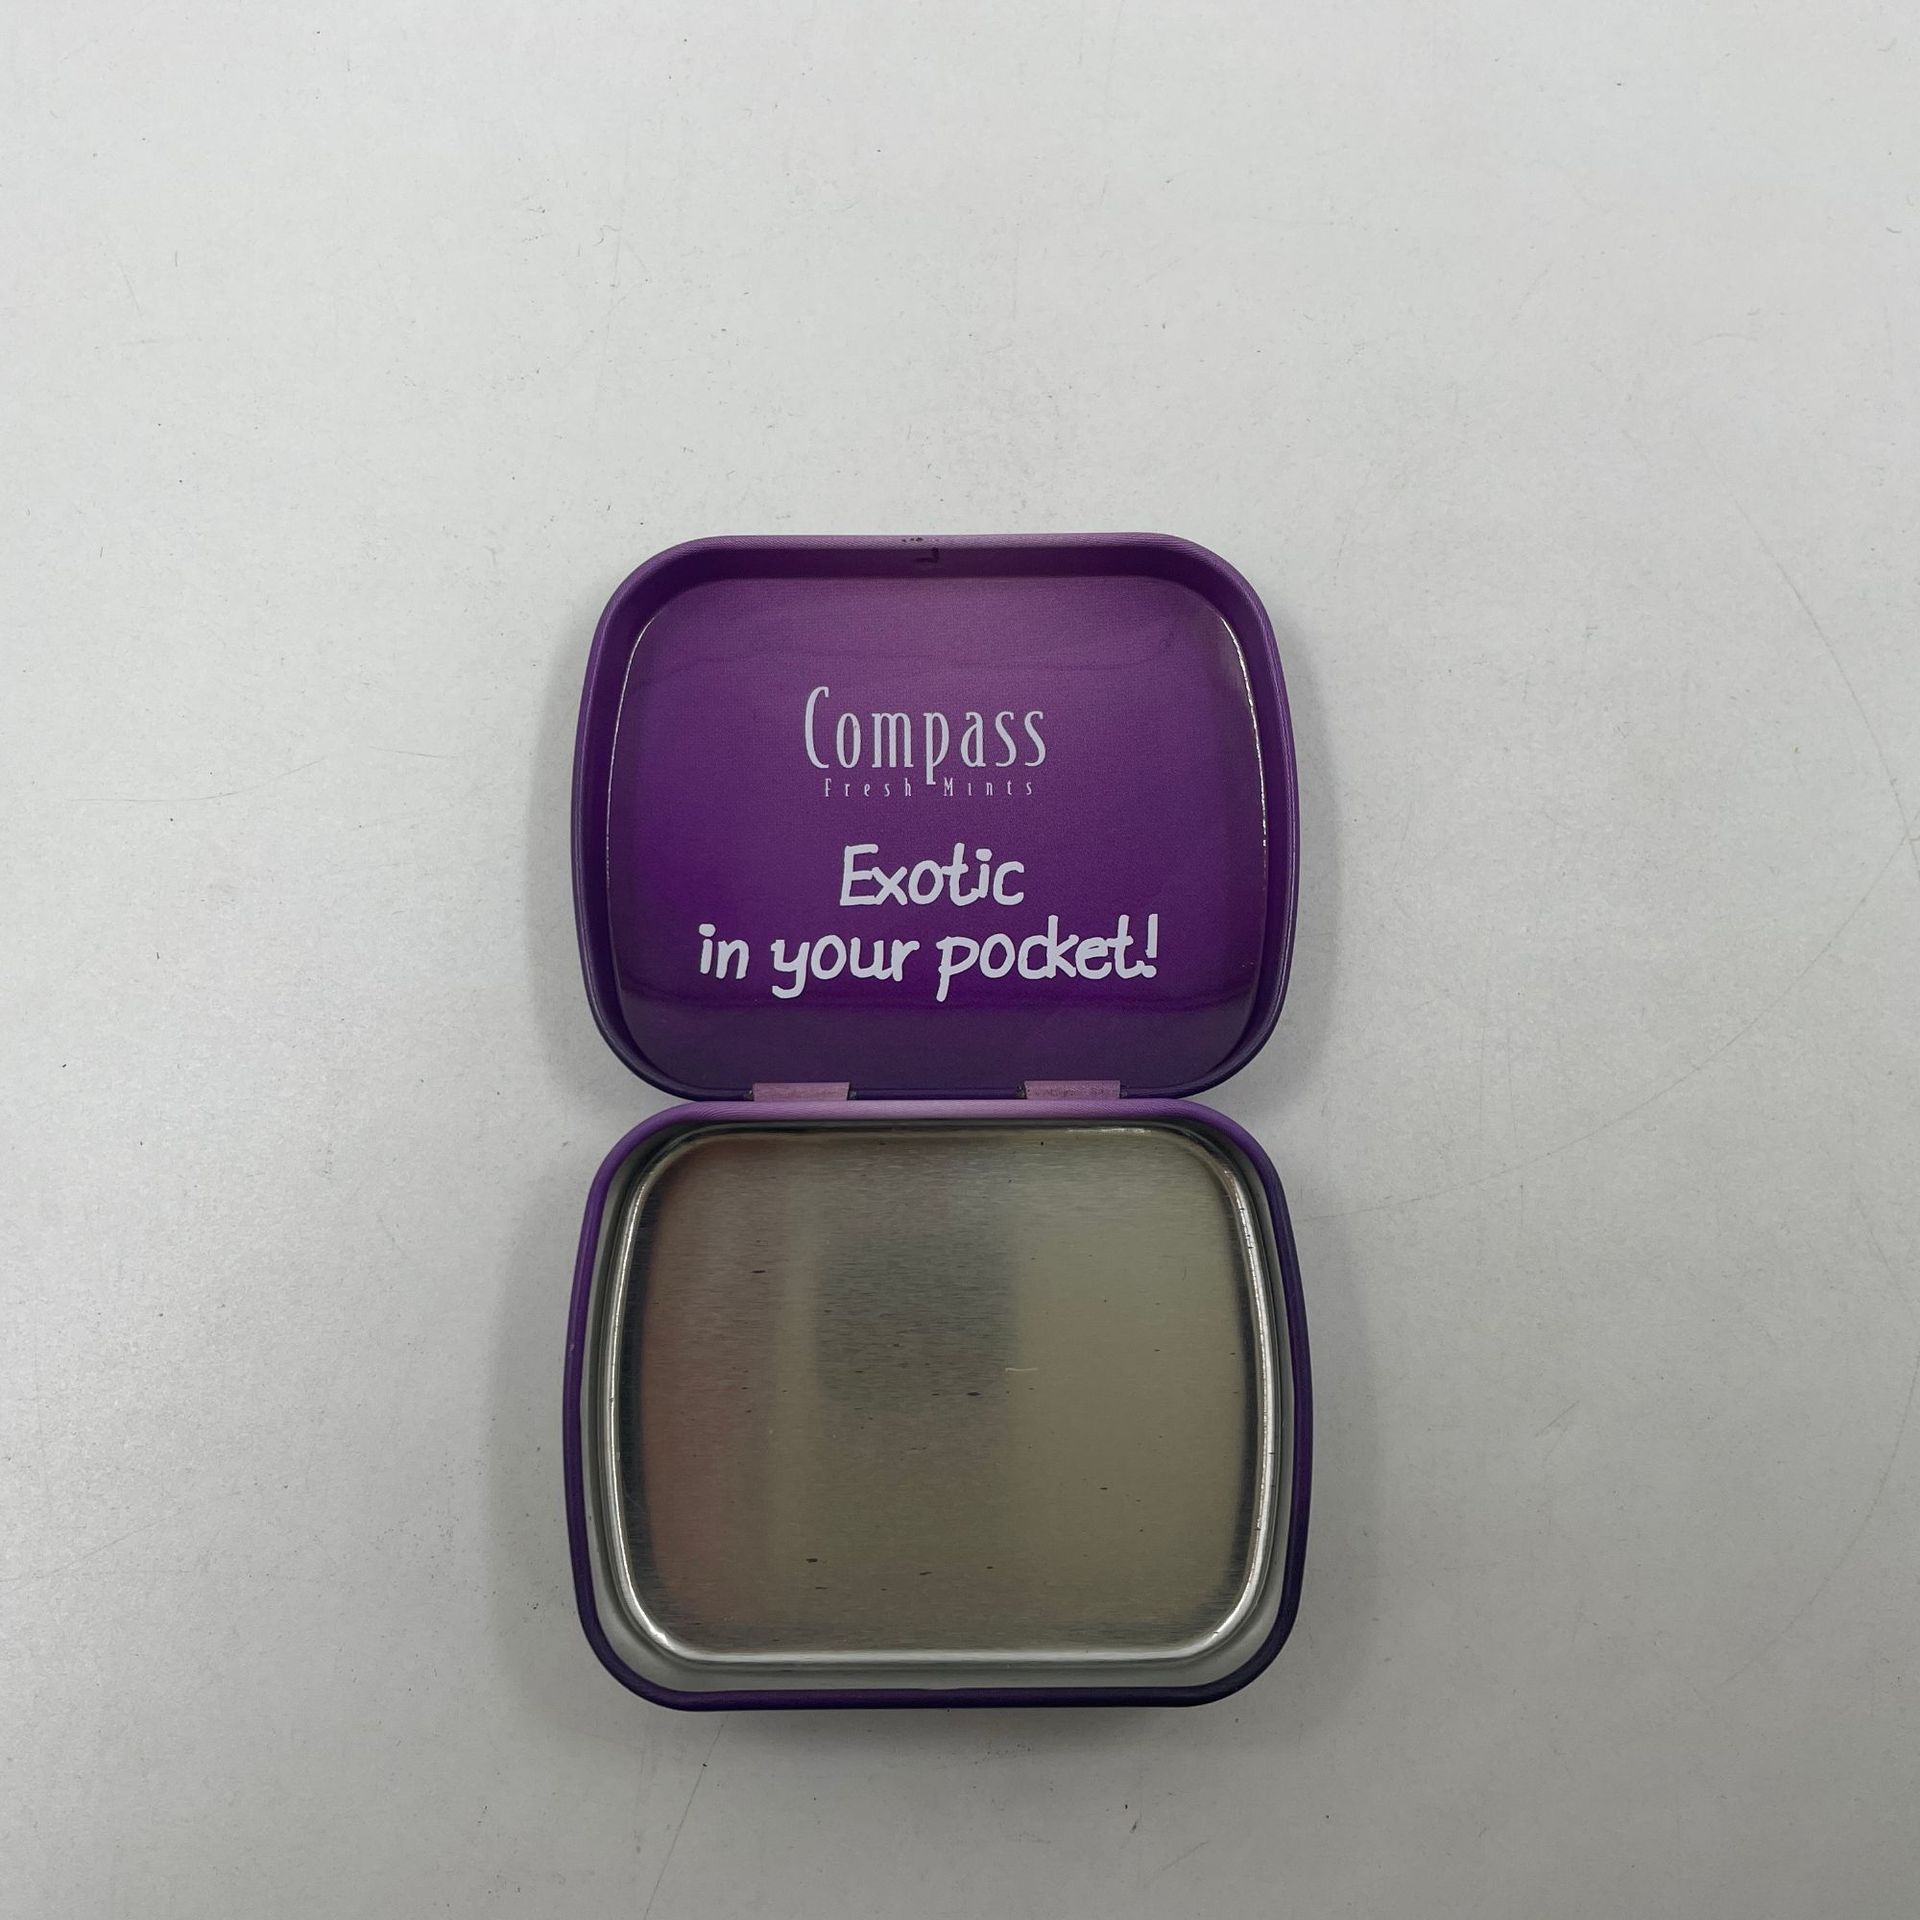 Compass
Fresh Mints
Exotic
in your pocket!